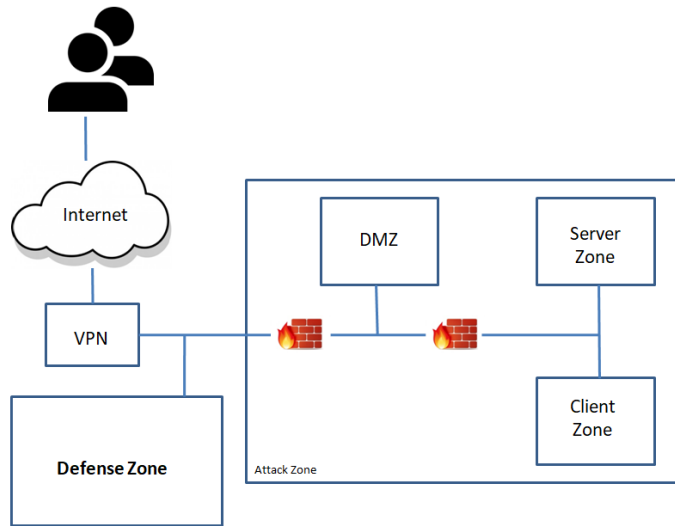 Internet
DMZ
Server
Zone
VPN
Client
Zone
Defense Zone
Attack Zone